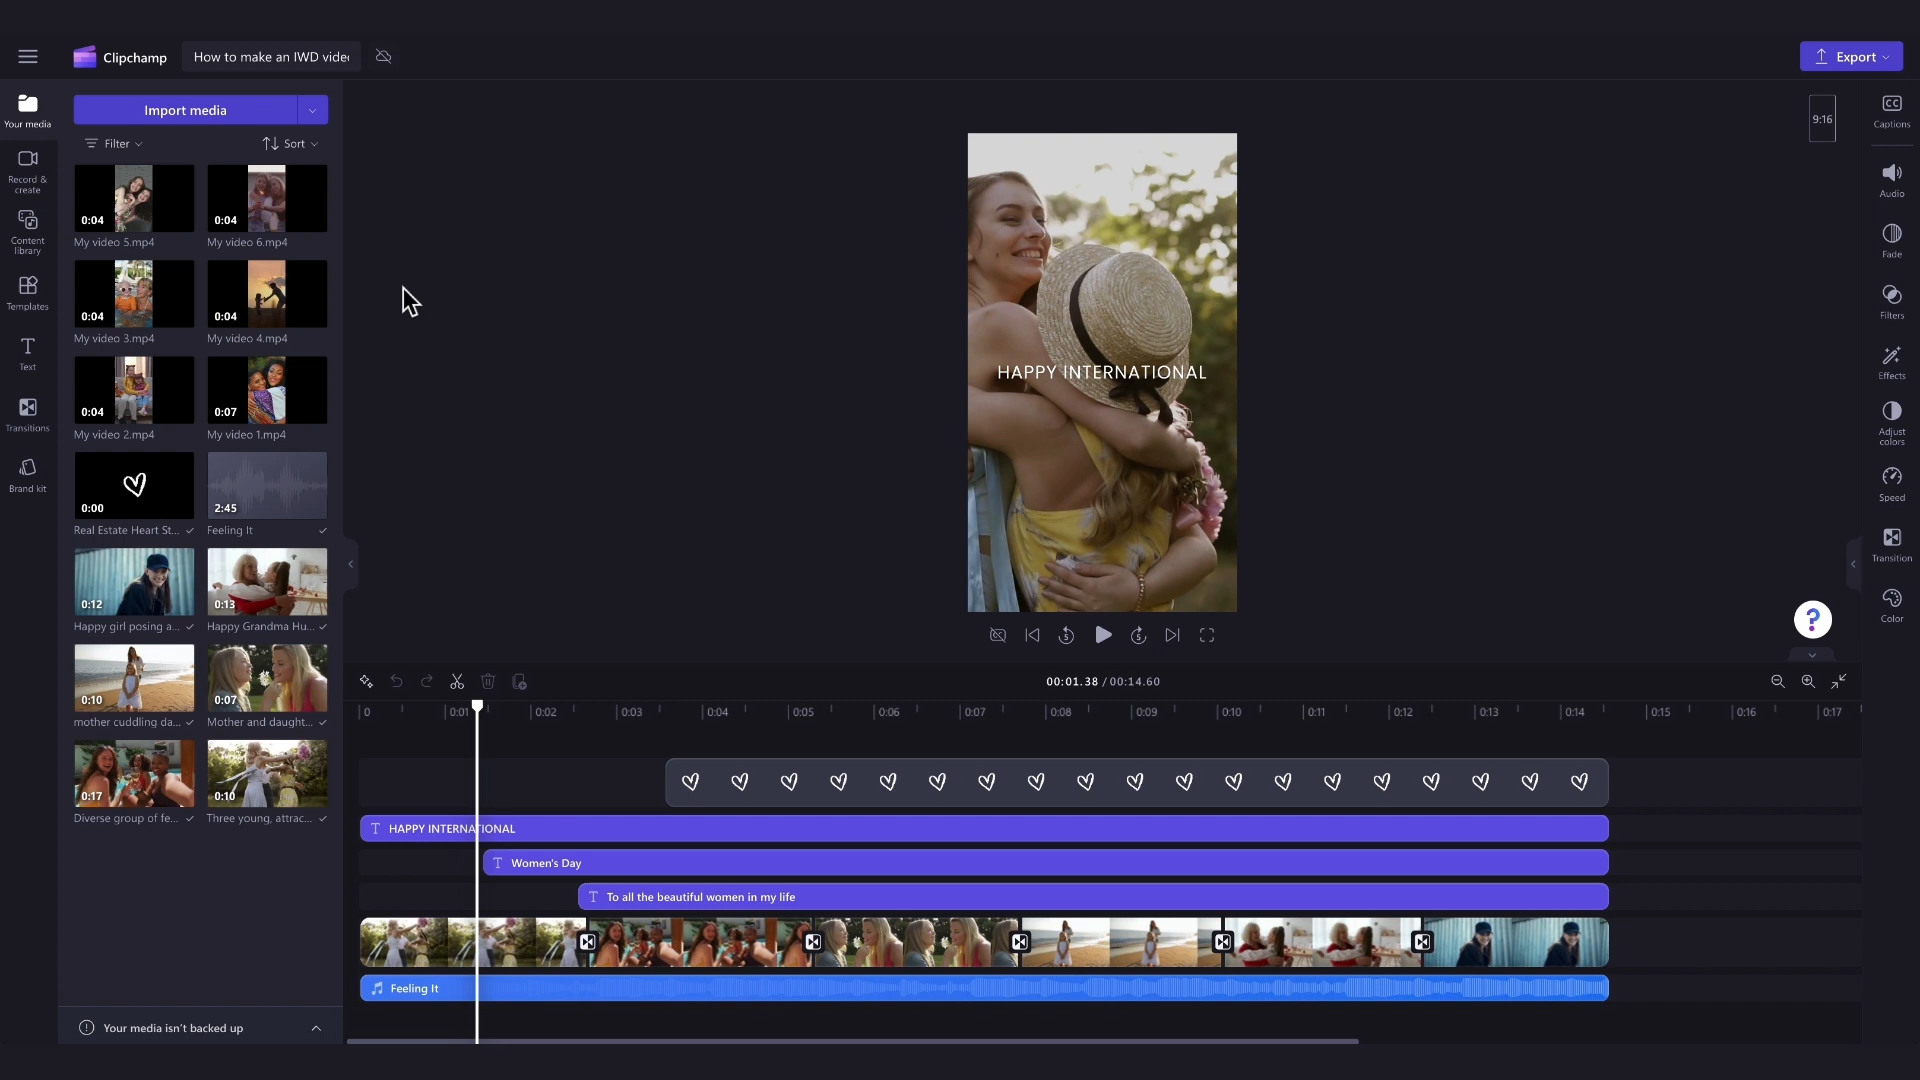 Clipchamp
How to make an IWD vide
Export
Your media
Import media
Filter
Sort
9:16
Captions
Record &
create
Content
library
Templates
Text
Transitions
Brand kit
0:04
0:04
My video 5.mp4
My video 6.mp4
0:04
0:04
My video 3.mp4
My video 4.mp4
0:04
0:07
My video 2.mp4
My video 1.mp4
0:00
2:45
Real Estate Heart St...
Feeling It
0:12
0:13
Happy girl posing a...
Happy Grandma Hu...
0:10
0:07
mother cuddling da...
Mother and daught...
0:17
0:10
Diverse group of fe...
Three young, attrac...
Your media isn't backed up
HAPPY INTERNATIONAL
Audio
Fade
Filters
Effects
Adjust
colors
Speed
Transition
Color
?
5
5
00:01.38 / 00:14.60
0 0:01 0:02 0:03 0:04 0:05 0:06 0:07 0:08 0:09 0:10 0:11 0:12 0:13 0:14 0:15 0:16 0:17
HAPPY INTERNATIONAL
Women's Day
To all the beautiful women in my life
Feeling It